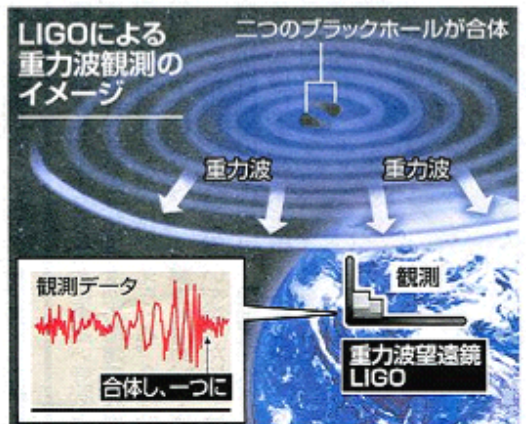 LIGOによる
重力波観測の
イメージ
二つのブラックホールが合体
重力波
重力波
観測データ
合体し、一つに
観測
重力波望遠鏡
LIGO